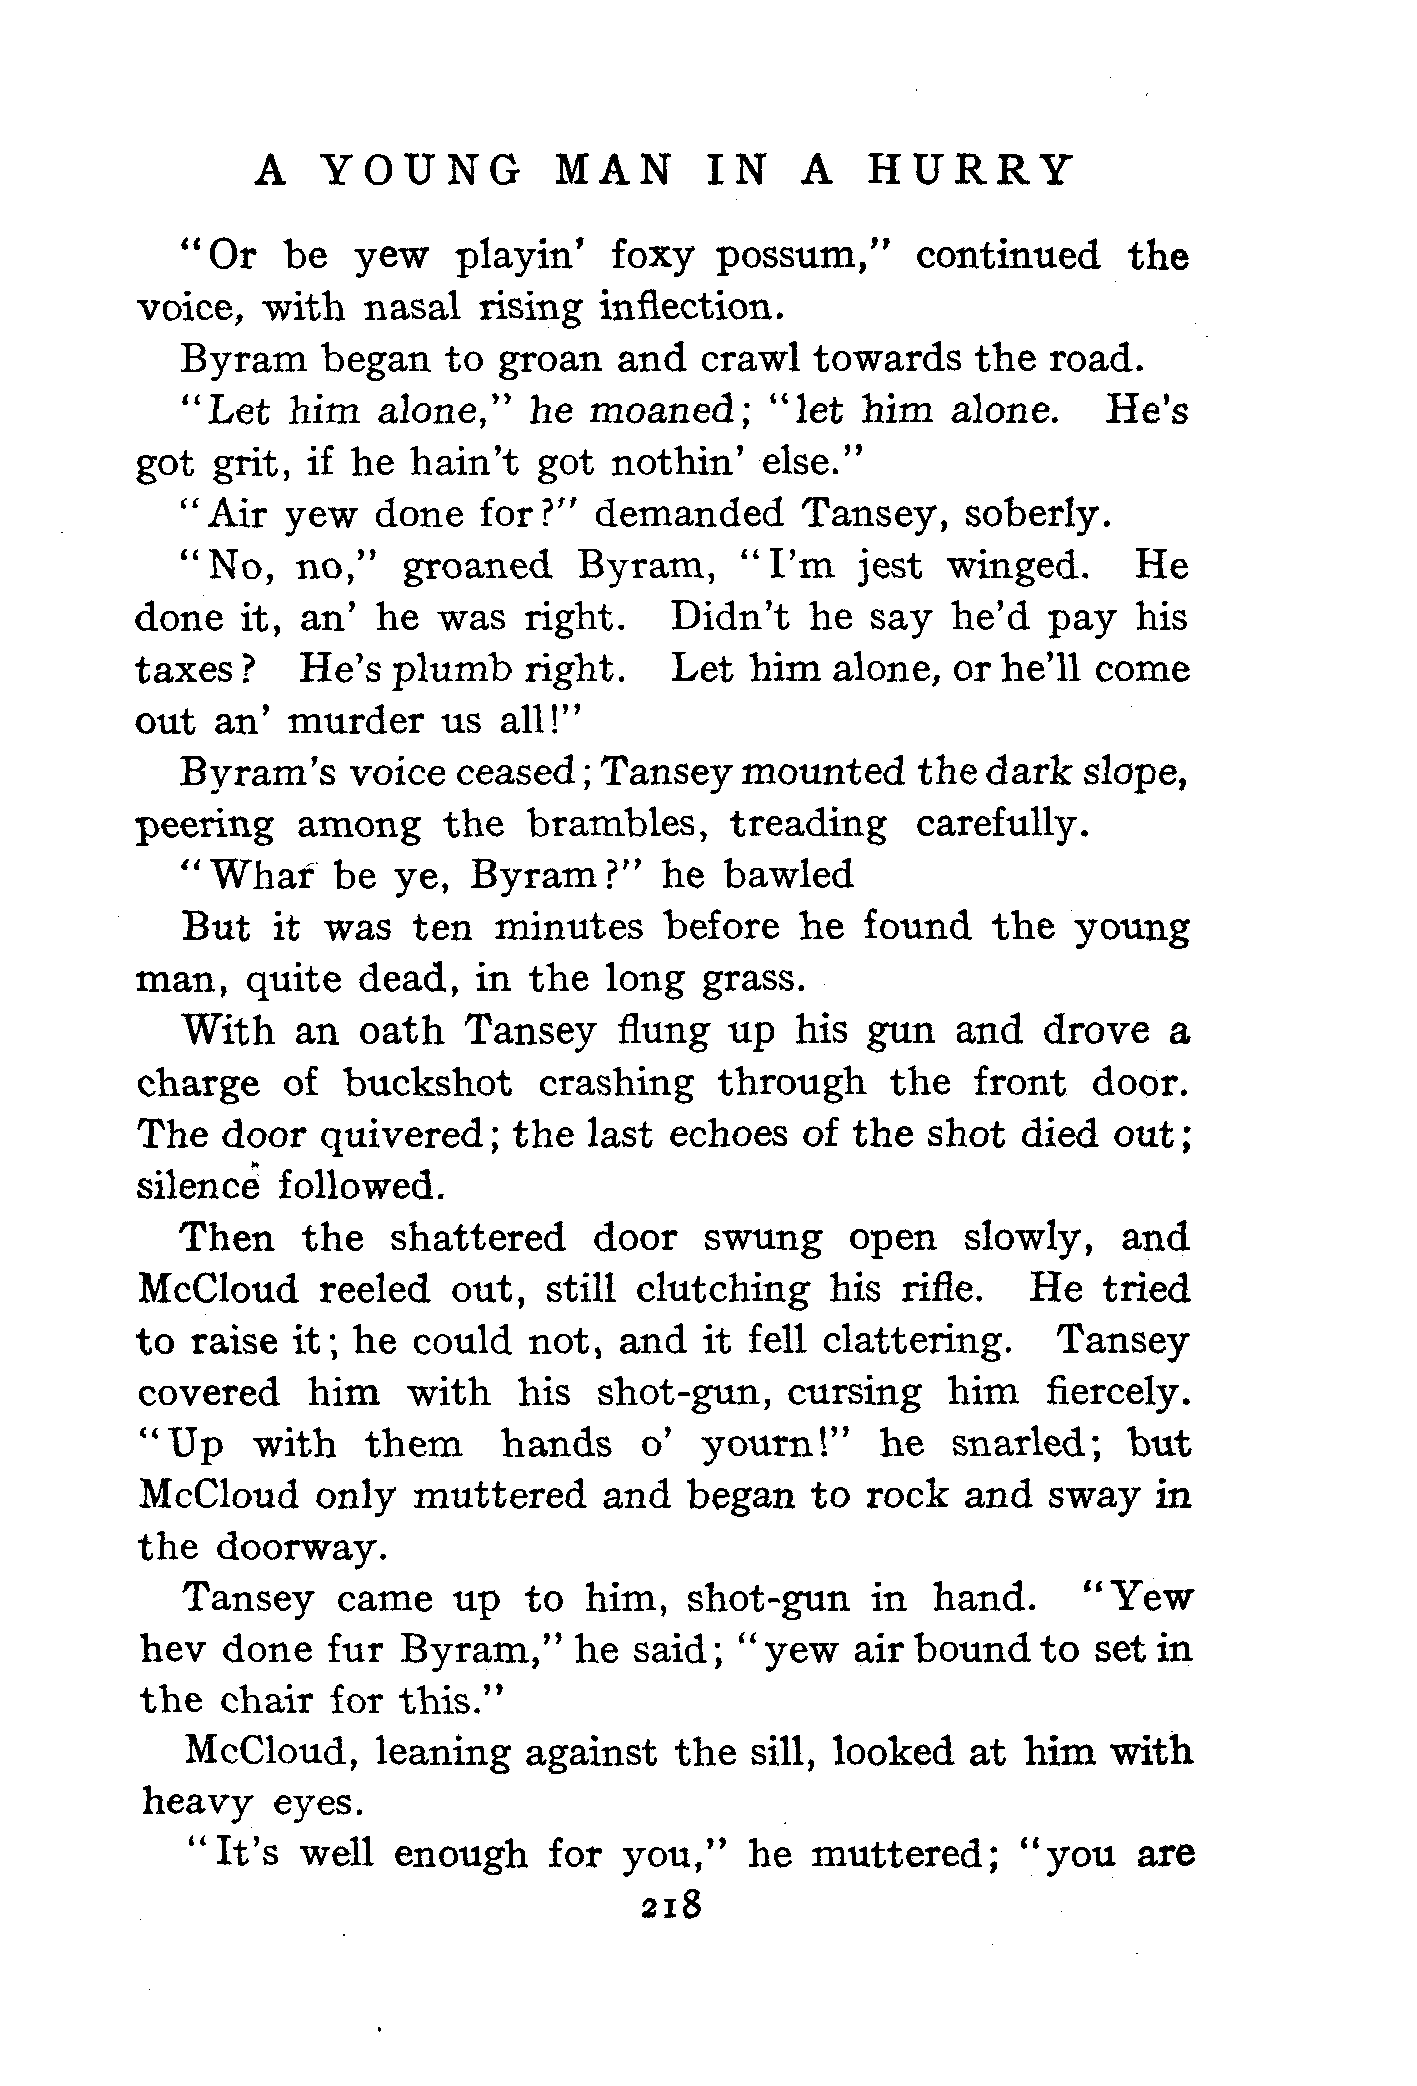 A YOUNG MAN IN A HURRY
"Or be yew playin' foxy possum," continued the
voice, with nasal rising inflection.
Byram began to groan and crawl towards the road.
"Let him alone," he moaned; "let him alone. He's
got grit, if he hain't got nothin' else."
"Air yew done for?" demanded Tansey, soberly.
"No, no," groaned Byram, "I'm jest winged. He
done it, an' he was right. Didn't he say he'd pay his
taxes? He's plumb right. Let him alone, or he'll come
out an' murder us all!"
Byram's voice ceased; Tansey mounted the dark slope,
peering among the brambles, treading carefully.
"Whar be ye, Byram?" he bawled
But it was ten minutes before he found the young
man, quite dead, in the long grass.
With an oath Tansey flung up his gun and drove a
charge of buckshot crashing through the front door.
The door quivered; the last echoes of the shot died out;
silence followed.
Then the shattered door swung open slowly, and
McCloud reeled out, still clutching his rifle. He tried
to raise it; he could not, and it fell clattering. Tansey
covered him with his shot-gun, cursing him fiercely.
"Up with them hands o' yourn!" he snarled; but
McCloud only muttered and began to rock and sway in
the doorway.
Tansey came up to him, shot-gun in hand. "Yew
hev done fur Byram," he said; "yew air bound to set in
the chair for this."
McCloud, leaning against the sill, looked at him with
heavy eyes.
"It's well enough for you," he muttered; "you are
218